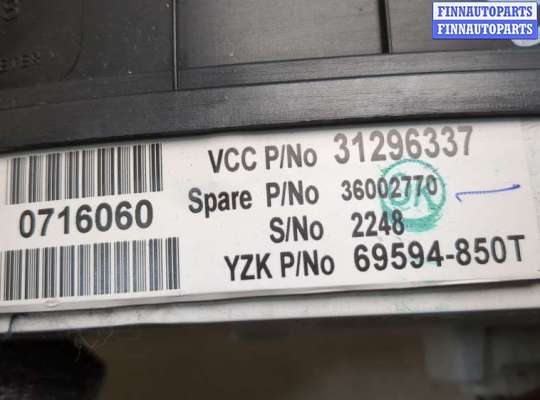 FINNAUTOPARTS
FINNAUTOPARTS
VCC P/No 31296337
Spare P/No 36002770
0716060
S/No 2248
YZK P/No 69594-850T